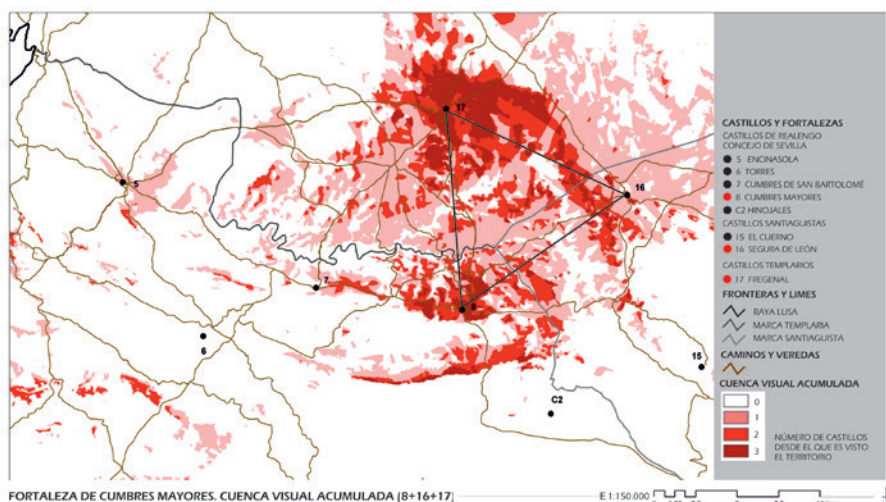 17
16
5
7
8
6
15
C2
CASTILLOS Y FORTALEZAS
CASTILLOS DE REALENGO
CONCEJO DE SEVILLA
5 ENCINASOLA
6 TORRES
7 CUMBRES DE SAN BARTOLOMÉ
8 CUMBRES MAYORES
C2 HINOJALES
CASTILLOS SANTIAGUISTAS
15 EL CUERNO
16 SEGURA DE LEÓN
CASTILLOS TEMPLARIOS
17 FREGENAL
FRONTERAS Y LIMES
RAYA LUSA
MARCA TEMPLARIA
MARCA SANTIAGUISTA
CAMINOS Y VEREDAS
CUENCA VISUAL ACUMULADA
0
1
2
3
NÚMERO DE CASTILLOS
DESDE EL QUE ES VISTO
EL TERRITORIO
FORTALEZA DE CUMBRES MAYORES. CUENCA VISUAL ACUMULADA (8+16+17)
E 1:150.000